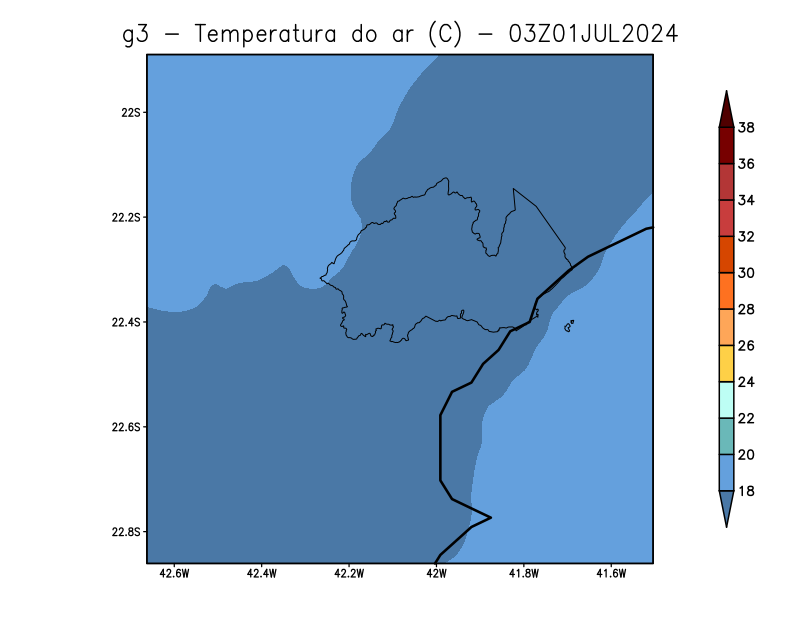 g3 − Temperatura do ar (C) − 03Z01JUL2024
22S
22.2S
22.4S
22.6S
22.8S
42.6W
42.4W
42.2W
42W
41.8W
41.6W
38
36
34
32
30
28
26
24
22
20
18